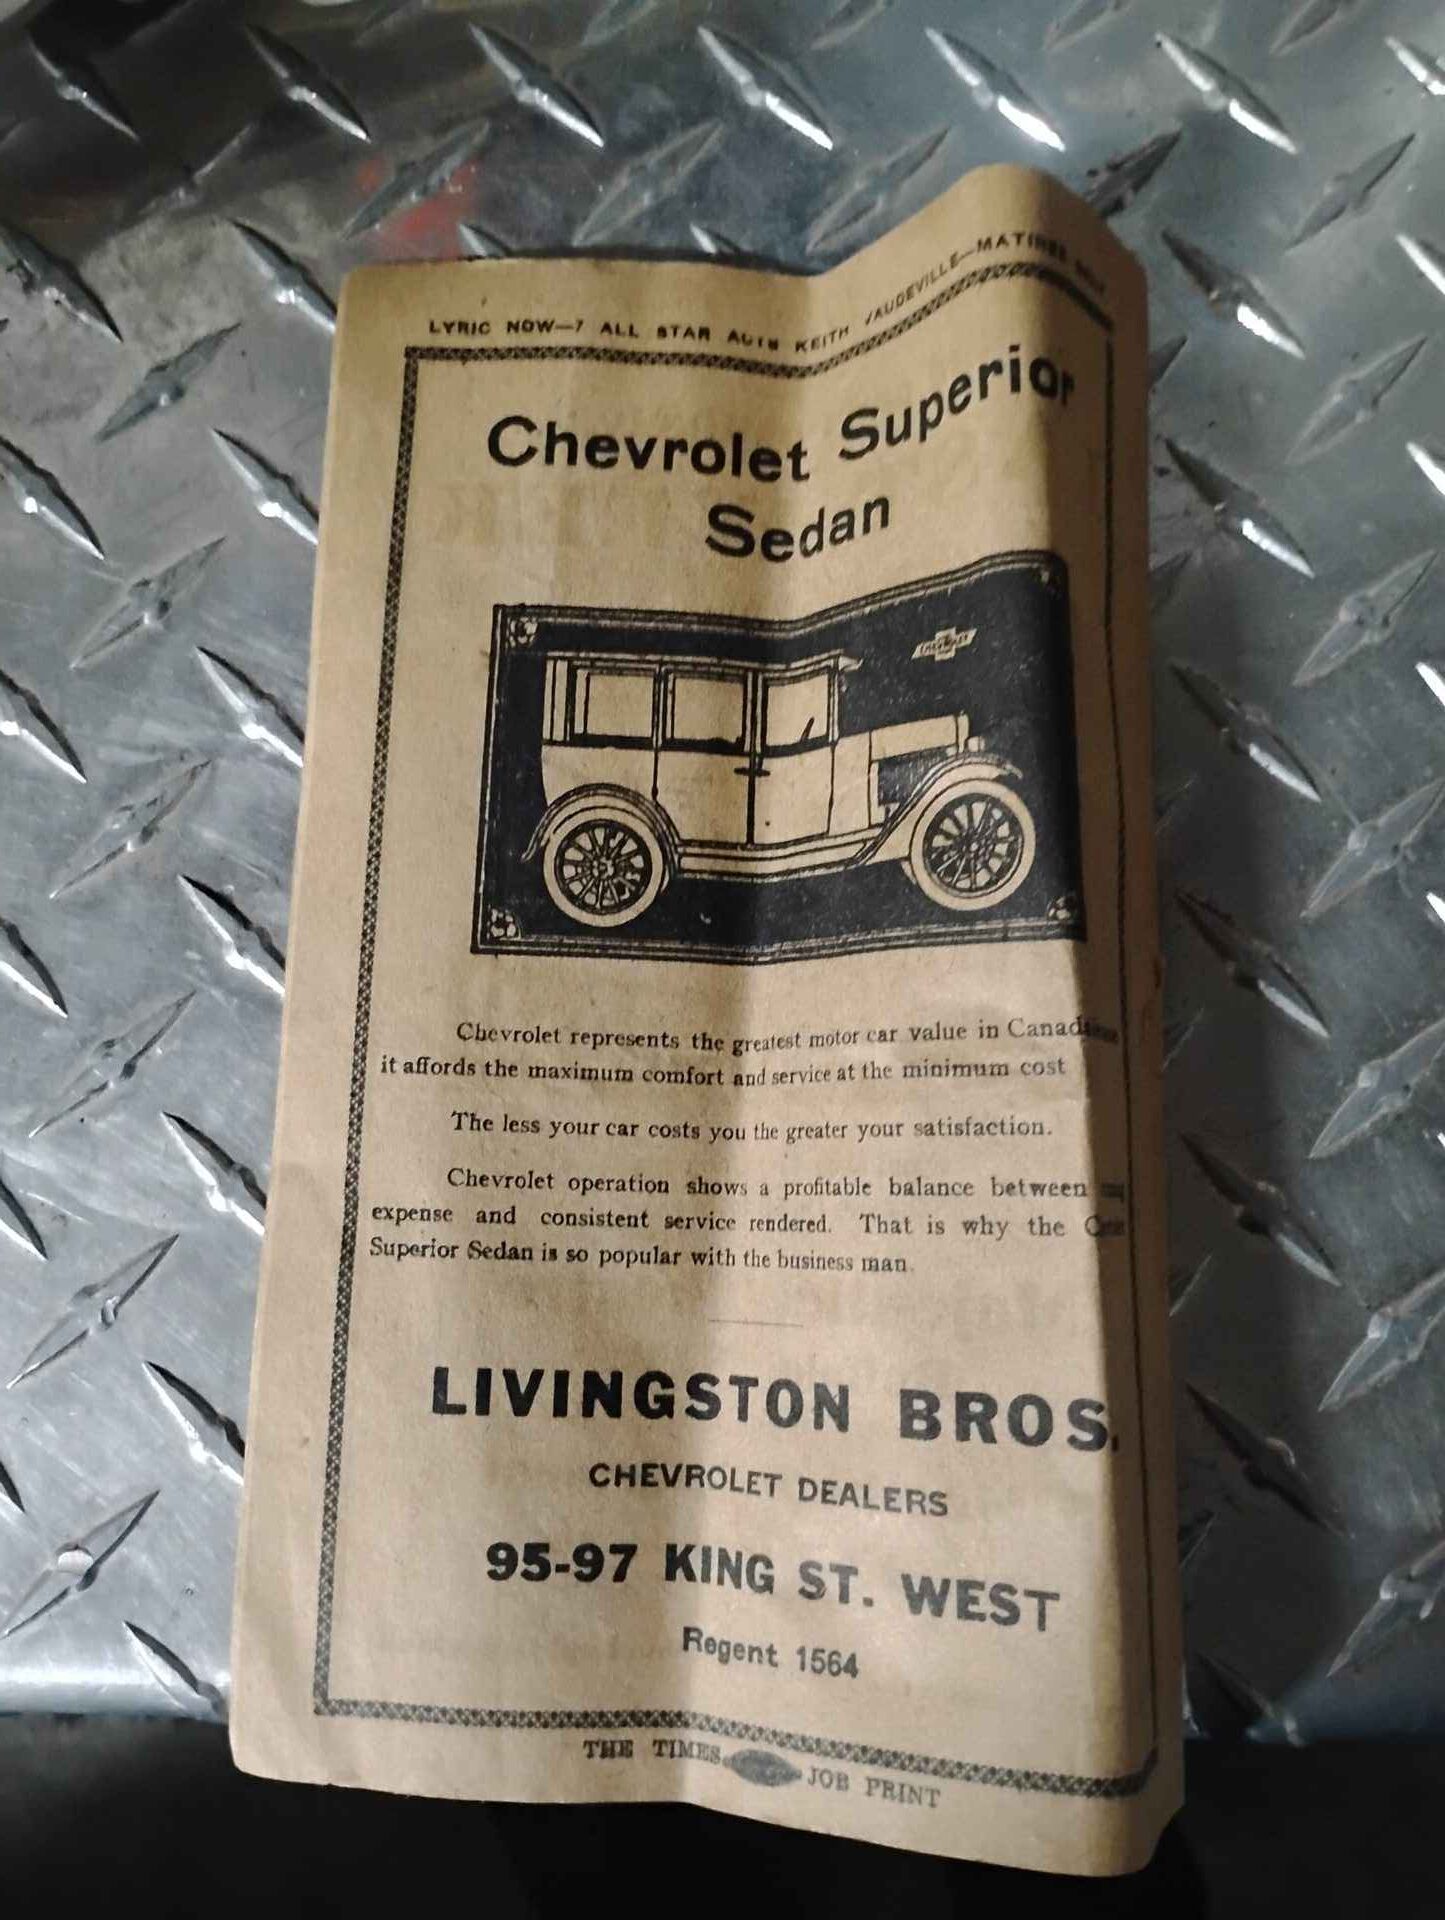 LYRIC NOW—7 ALL STAR ACTS KEITH VAUDEVILLE—MATINEE
Chevrolet Superior
Sedan
CHEVROLET
Chevrolet represents the greatest motor car value in
it affords the maximum comfort and service at the minimum cost
The less your car costs you the greater your satisfaction.
Chevrolet operation shows a profitable balance between
expense and consistent service rendered. That is why the
Superior Sedan is so popular with the business man.
LIVINGSTON BROS.
CHEVROLET DEALERS
95-97 KING ST. WEST
Regent 1564
THE TIMES JOB PRINT